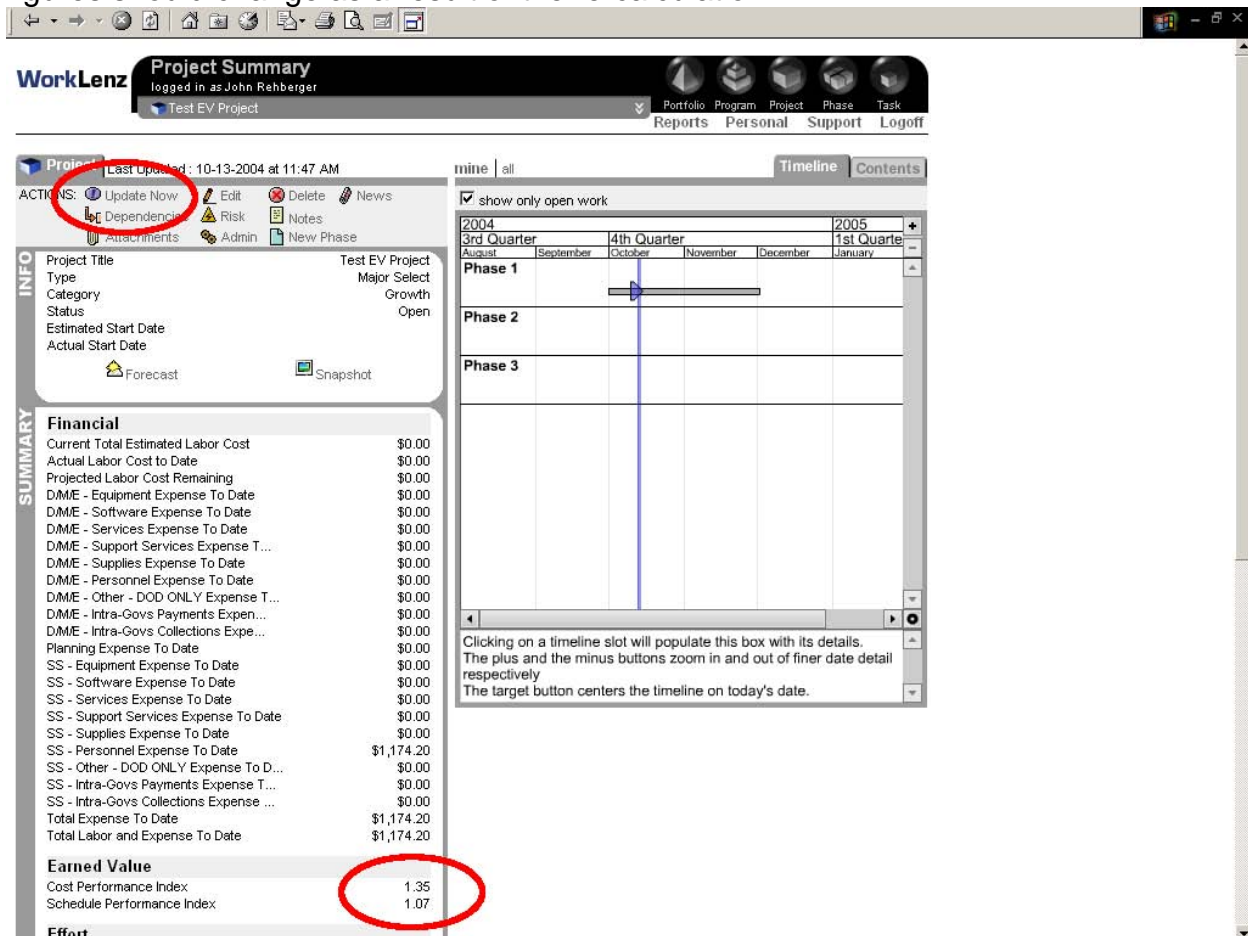 WorkLenz
Project Summary
logged in as John Rehberger
Test EV Project
Portfolio Program Project Phase Task
Reports Personal Support Logoff
Project Last Updated : 10-13-2004 at 11:47 AM
mine | all
Timeline Contents
ACTIONS: Update Now Edit Delete News
Dependencies Risk Notes
Attachments Admin New Phase
show only open work
2004 2005
3rd Quarter 4th Quarter 1st Quarte
August September October November December January
Phase 1
Phase 2
Phase 3
INFO
Project Title Test EV Project
Type Major Select
Category Growth
Status Open
Estimated Start Date
Actual Start Date
Forecast Snapshot
SUMMARY
Financial
Current Total Estimated Labor Cost $0.00
Actual Labor Cost to Date $0.00
Projected Labor Cost Remaining $0.00
D/M/E - Equipment Expense To Date $0.00
D/M/E - Software Expense To Date $0.00
D/M/E - Services Expense To Date $0.00
D/M/E - Support Services Expense T... $0.00
D/M/E - Supplies Expense To Date $0.00
D/M/E - Personnel Expense To Date $0.00
D/M/E - Other - DOD ONLY Expense T... $0.00
D/M/E - Intra-Govs Payments Expen... $0.00
D/M/E - Intra-Govs Collections Expe... $0.00
Planning Expense To Date $0.00
SS - Equipment Expense To Date $0.00
SS - Software Expense To Date $0.00
SS - Services Expense To Date $0.00
SS - Support Services Expense To Date $0.00
SS - Supplies Expense To Date $0.00
SS - Personnel Expense To Date $1,174.20
SS - Other - DOD ONLY Expense To D... $0.00
SS - Intra-Govs Payments Expense T... $0.00
SS - Intra-Govs Collections Expense ... $0.00
Total Expense To Date $1,174.20
Total Labor and Expense To Date $1,174.20
Earned Value
Cost Performance Index 1.35
Schedule Performance Index 1.07
Effort
Clicking on a timeline slot will populate this box with its details.
The plus and the minus buttons zoom in and out of finer date detail
respectively
The target button centers the timeline on today's date.